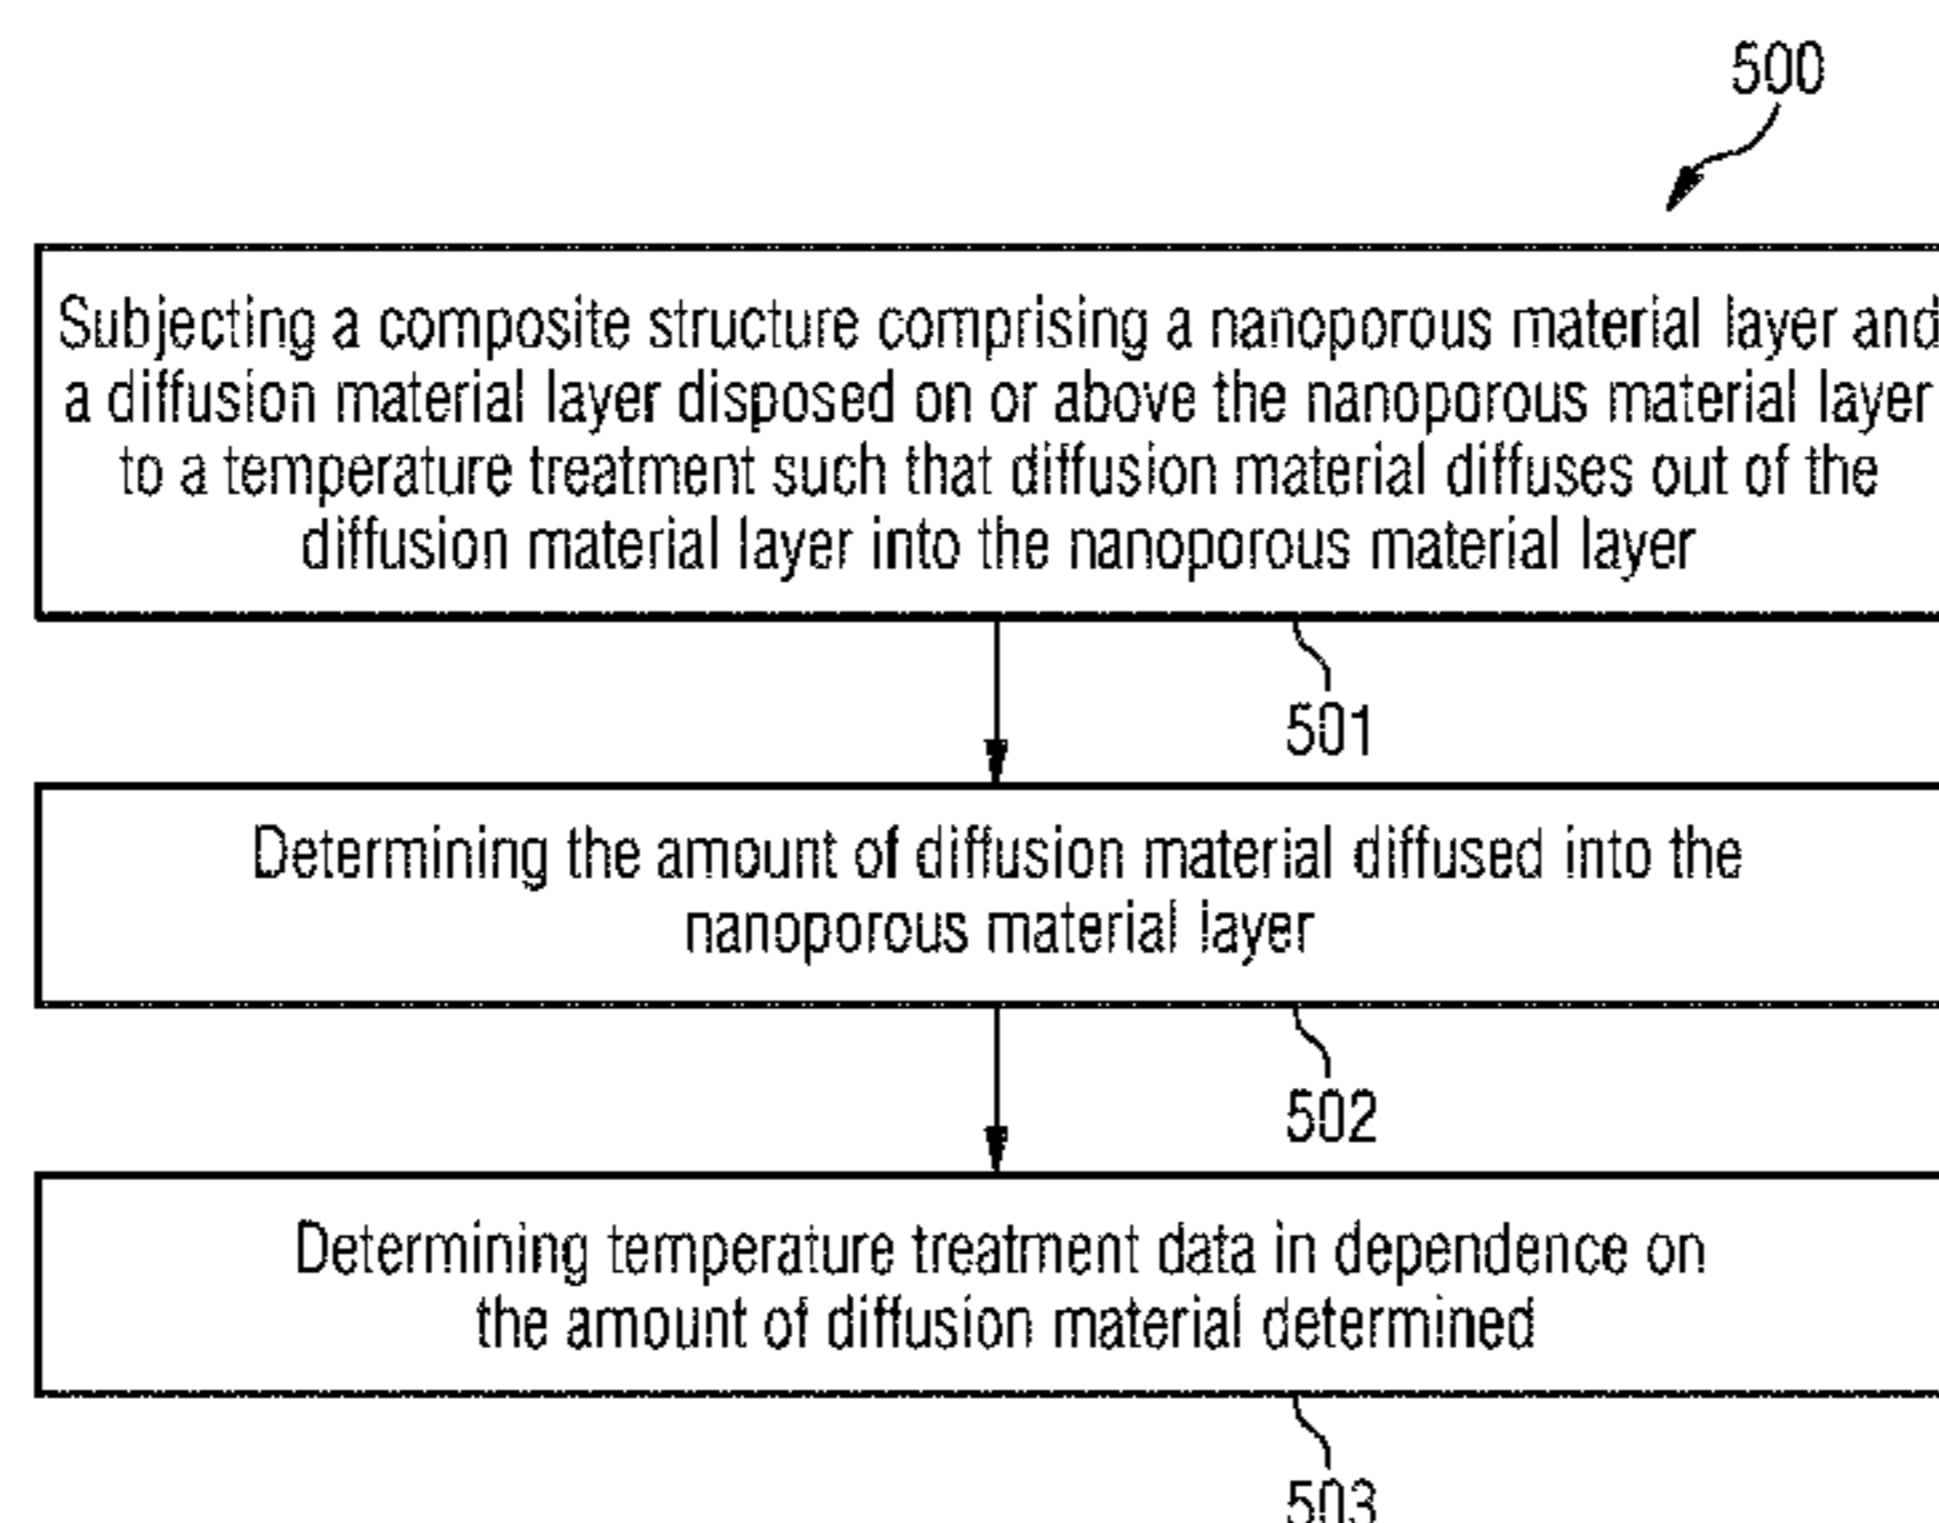 500
Subjecting a composite structure comprising a nanoporous material layer and
a diffusion material layer disposed on or above the nanoporous material layer
to a temperature treatment such that diffusion material diffuses out of the
diffusion material layer into the nanoporous material layer
501
Determining the amount of diffusion material diffused into the
nanoporous material layer
502
Determining temperature treatment data in dependence on
the amount of diffusion material determined
503